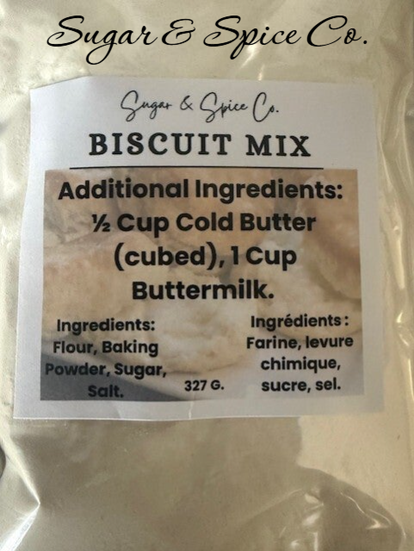 Sugar & Spice Co.
Sugar & Spice Co.
BISCUIT MIX
Additional Ingredients:
½ Cup Cold Butter
(cubed), 1 Cup
Buttermilk.
Ingredients:
Flour, Baking
Powder, Sugar,
Salt.
327 G.
Ingrédients :
Farine, levure
chimique,
sucre, sel.